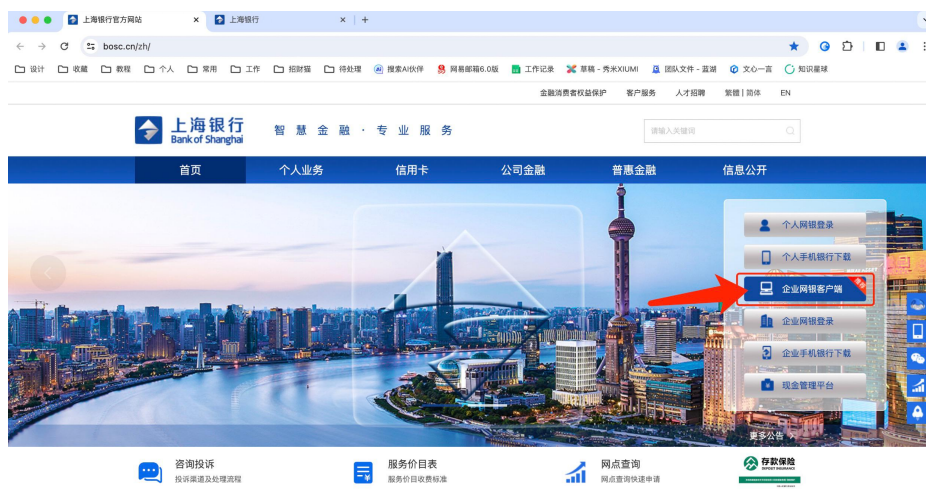 上海银行官方网站
上海银行
bosc.cn/zh/
设计 收藏 教程 个人 常用 工作 招财猫 待处理 搜索AI伙伴 网易邮箱6.0版 工作记录 草稿 - 秀米XIUMI 团队文件 - 蓝湖 文心一言 知识星球
金融消费者权益保护 客户服务 人才招聘 繁體 | 简体 EN
上海银行
Bank of Shanghai
智慧金融 · 专业服务
请输入关键词
首页 个人业务 信用卡 公司金融 普惠金融 信息公开
个人网银登录
个人手机银行下载
企业网银客户端
企业网银登录
企业手机银行下载
现金管理平台
更多公告 >
咨询投诉
投诉渠道及处理流程
服务价目表
服务价目收费标准
网点查询
网点查询快速申请
存款保险
DEPOSIT INSURANCE